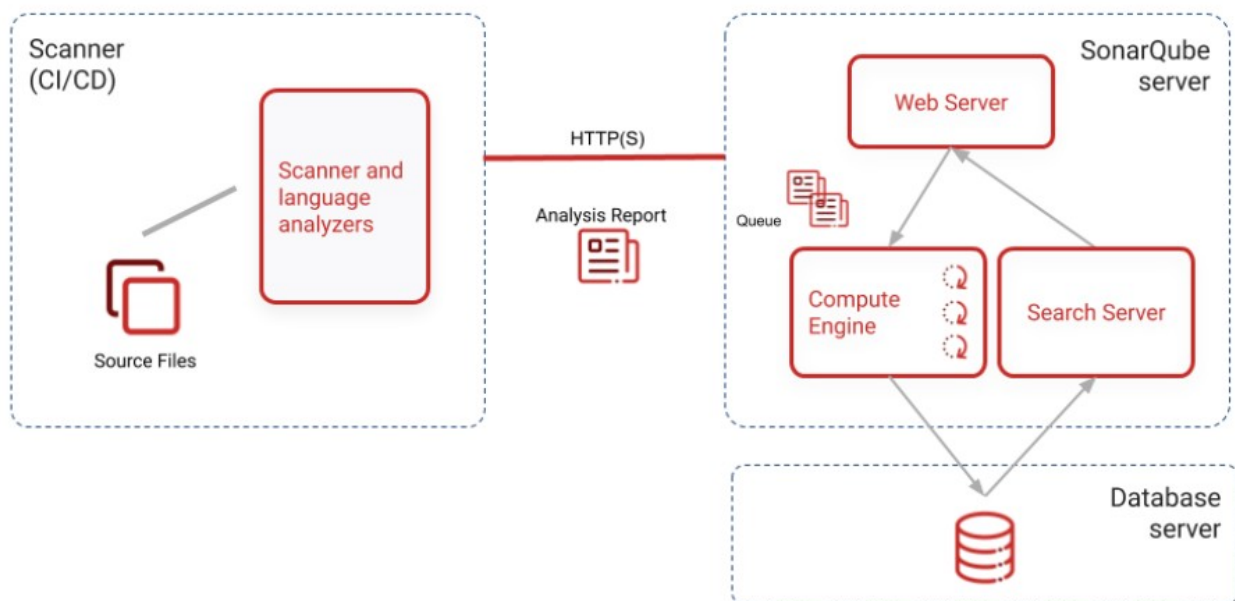 Scanner
(CI/CD)
Scanner and
language
analyzers
Source Files
HTTP(S)
Analysis Report
SonarQube
server
Web Server
Queue
Compute
Engine
Search Server
Database
server